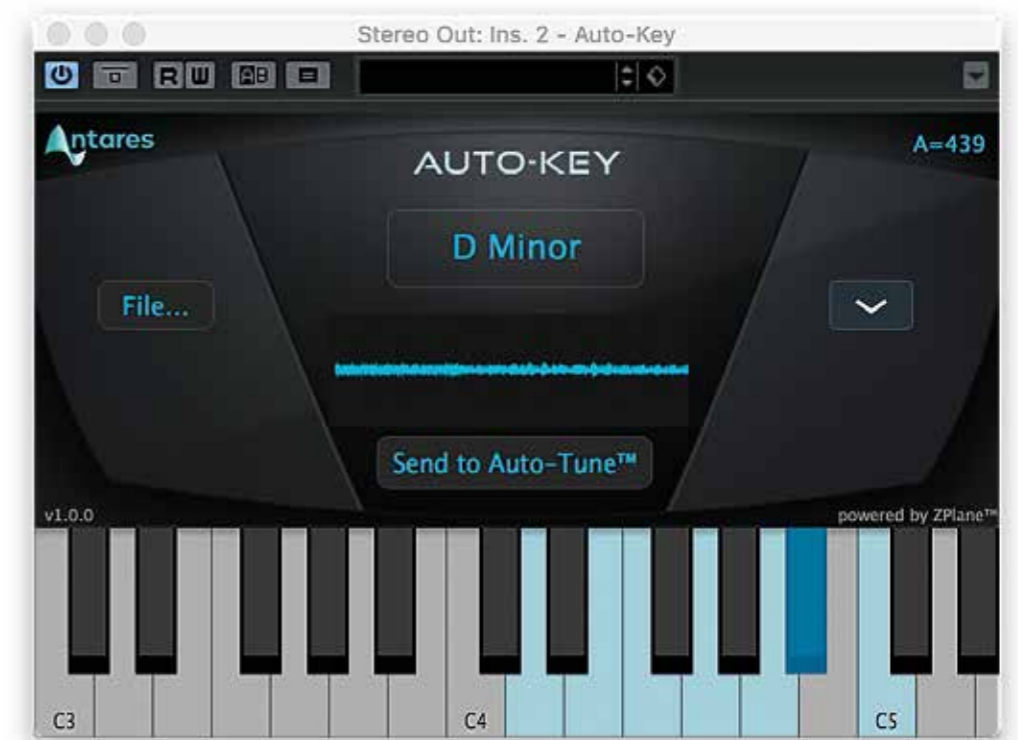 Stereo Out: Ins. 2 - Auto-Key
R W AB
Antares
A=439
AUTO-KEY
D Minor
File...
Send to Auto-Tune™
v1.0.0
powered by ZPlane™
C3
C4
C5